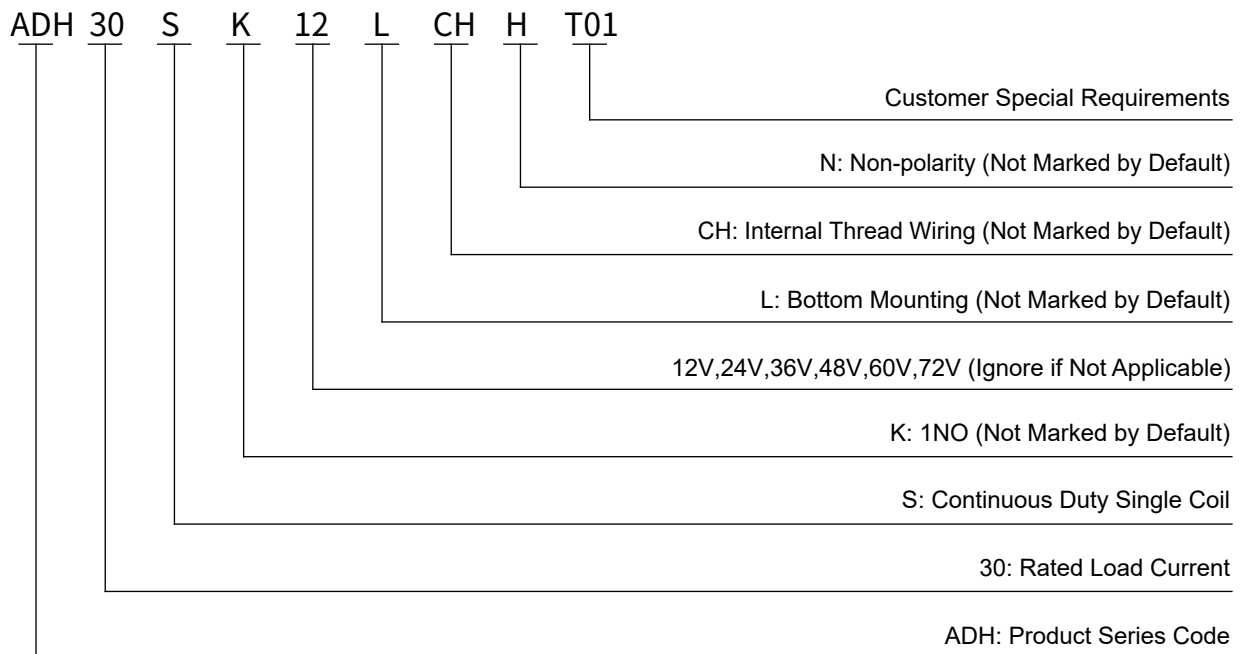 ADH 30 S K 12 L CH H T01
Customer Special Requirements
N: Non-polarity (Not Marked by Default)
CH: Internal Thread Wiring (Not Marked by Default)
L: Bottom Mounting (Not Marked by Default)
12V,24V,36V,48V,60V,72V (Ignore if Not Applicable)
K: 1NO (Not Marked by Default)
S: Continuous Duty Single Coil
30: Rated Load Current
ADH: Product Series Code